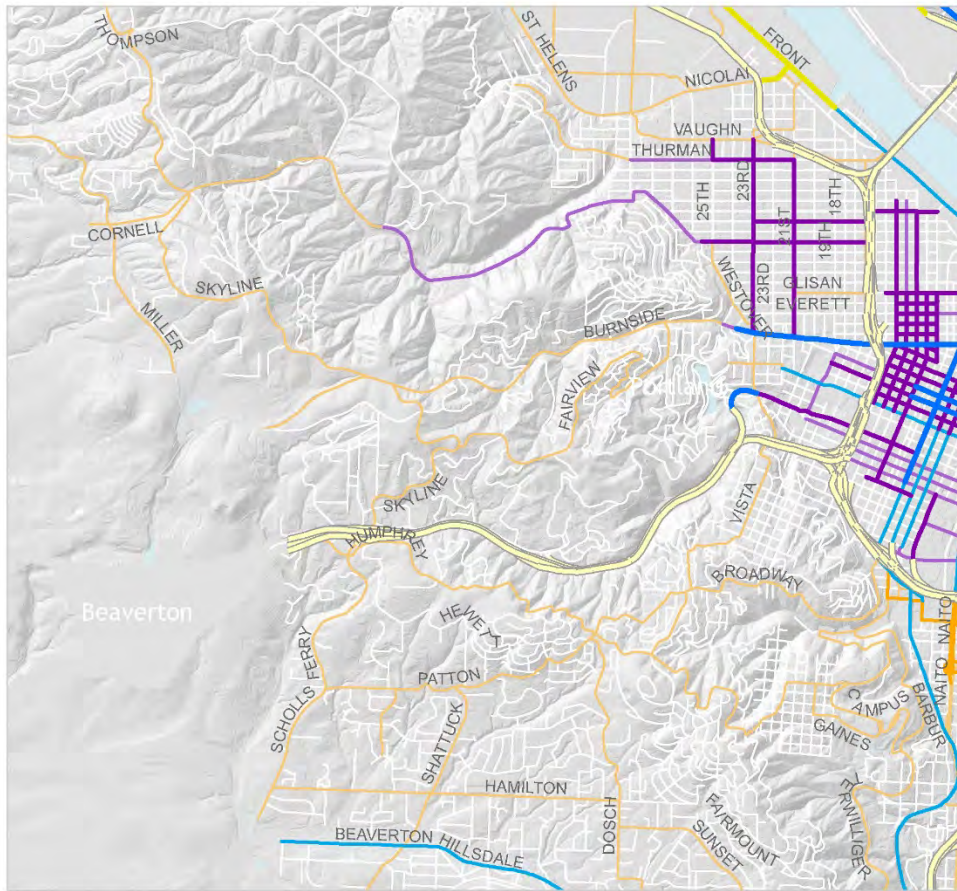 THOMPSON
ST HELENS
FRONT
NICOLAI
VAUGHN
THURMAN
23RD
25TH
18TH
21ST
19TH
CORNELL
SKYLINE
WESTOVER
23RD
GLISAN
EVERETT
MILLER
BURNSIDE
FAIRVIEW
Portland
SKYLINE
VISTA
HUMPHREY
BROADWAY
Beaverton
HEWETT
NAITO
NAITO
SCHOLLS FERRY
PATTON
CAMPUS
BARBUR
SHATTUCK
GAINES
HAMILTON
TERWILLIGER
DOSCH
FAIRMOUNT
SUNSET
BEAVERTON HILLSDALE